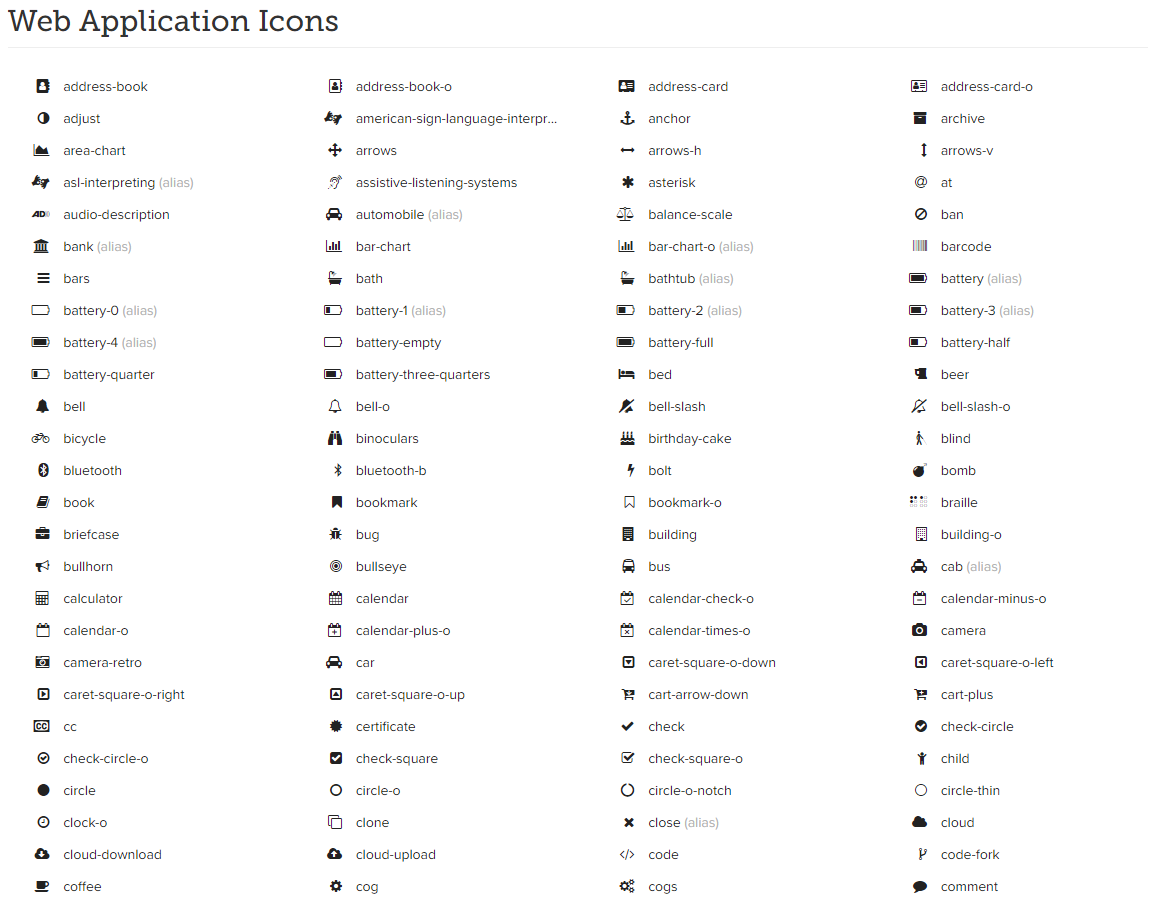 Web Application Icons
address-book address-book-o address-card address-card-o
adjust american-sign-language-interpr... anchor archive
area-chart arrows arrows-h arrows-v
asl-interpreting (alias) assistive-listening-systems asterisk at
audio-description automobile (alias) balance-scale ban
bank (alias) bar-chart bar-chart-o (alias) barcode
bars bath bathtub (alias) battery (alias)
battery-0 (alias) battery-1 (alias) battery-2 (alias) battery-3 (alias)
battery-4 (alias) battery-empty battery-full battery-half
battery-quarter battery-three-quarters bed beer
bell bell-o bell-slash bell-slash-o
bicycle binoculars birthday-cake blind
bluetooth bluetooth-b bolt bomb
book bookmark bookmark-o braille
briefcase bug building building-o
bullhorn bullseye bus cab (alias)
calculator calendar calendar-check-o calendar-minus-o
calendar-o calendar-plus-o calendar-times-o camera
camera-retro car caret-square-o-down caret-square-o-left
caret-square-o-right caret-square-o-up cart-arrow-down cart-plus
cc certificate check check-circle
check-circle-o check-square check-square-o child
circle circle-o circle-o-notch circle-thin
clock-o clone close (alias) cloud
cloud-download cloud-upload code code-fork
coffee cog cogs comment